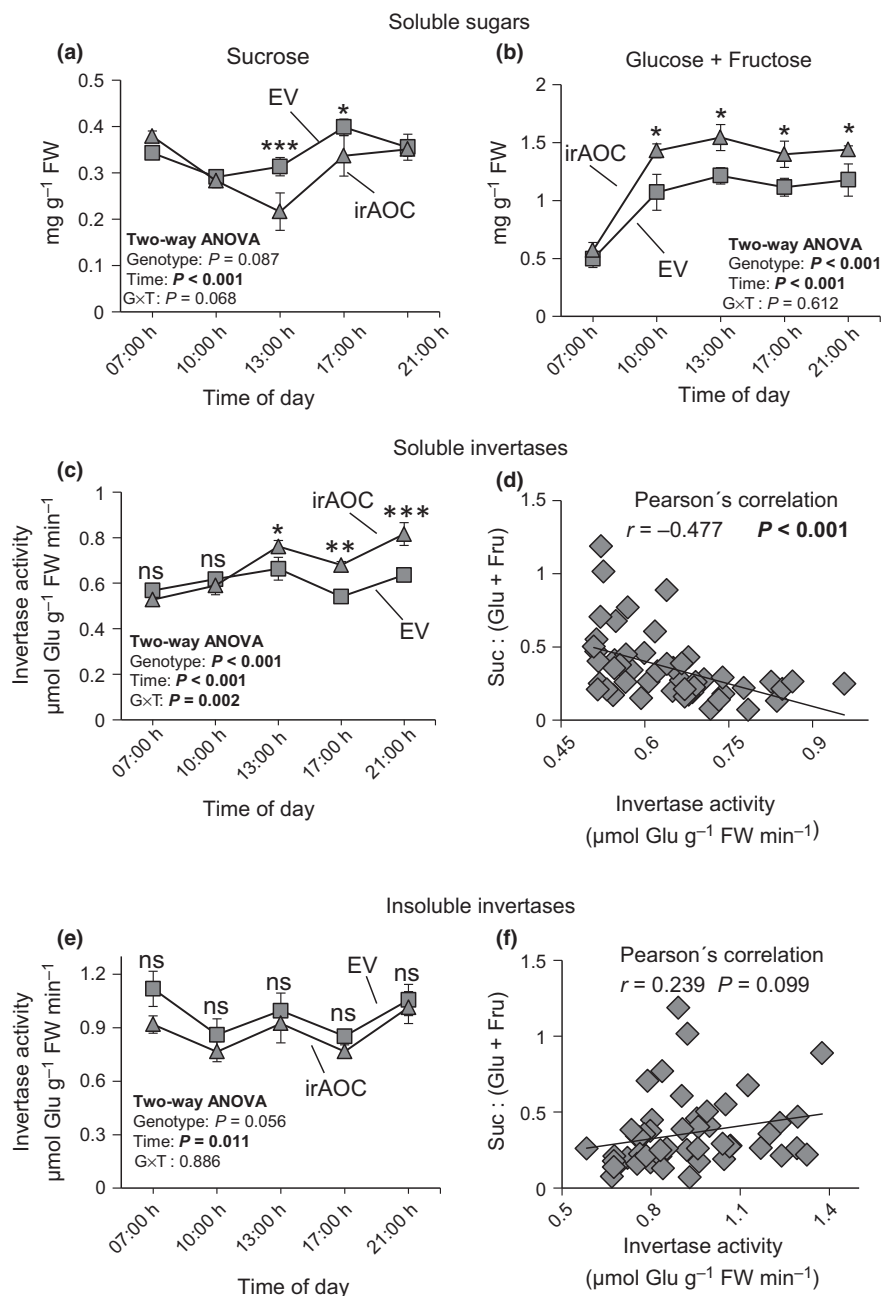 Soluble sugars
(a)
Sucrose
0.5
0.4
0.3
0.2
0.1
0
mg g⁻¹ FW
EV
***
*
irAOC
Two-way ANOVA
Genotype: P = 0.087
Time: P < 0.001
G×T: P = 0.068
07:00 h
10:00 h
13:00 h
17:00 h
21:00 h
Time of day
(b)
Glucose + Fructose
2
1.5
1
0.5
0
mg g⁻¹ FW
irAOC
*
*
*
*
EV
Two-way ANOVA
Genotype: P < 0.001
Time: P < 0.001
G×T: P = 0.612
07:00 h
10:00 h
13:00 h
17:00 h
21:00 h
Time of day
Soluble invertases
(c)
1
0.8
0.6
0.4
0.2
0
Invertase activity
µmol Glu g⁻¹ FW min⁻¹
irAOC
ns
ns
*
**
***
EV
Two-way ANOVA
Genotype: P < 0.001
Time: P < 0.001
G×T: P = 0.002
07:00 h
10:00 h
13:00 h
17:00 h
21:00 h
Time of day
(d)
Pearson´s correlation
r = –0.477 P < 0.001
1.5
1
0.5
0
Suc : (Glu + Fru)
0.45
0.6
0.75
0.9
Invertase activity
(µmol Glu g⁻¹ FW min⁻¹)
Insoluble invertases
(e)
1.2
0.9
0.6
0.3
0
Invertase activity
µmol Glu g⁻¹ FW min⁻¹
ns
ns
ns
ns
ns
EV
irAOC
Two-way ANOVA
Genotype: P = 0.056
Time: P = 0.011
G×T: 0.886
07:00 h
10:00 h
13:00 h
17:00 h
21:00 h
Time of day
(f)
Pearson´s correlation
r = 0.239 P = 0.099
1.5
1
0.5
0
Suc : (Glu + Fru)
0.5
0.8
1.1
1.4
Invertase activity
(µmol Glu g⁻¹ FW min⁻¹)